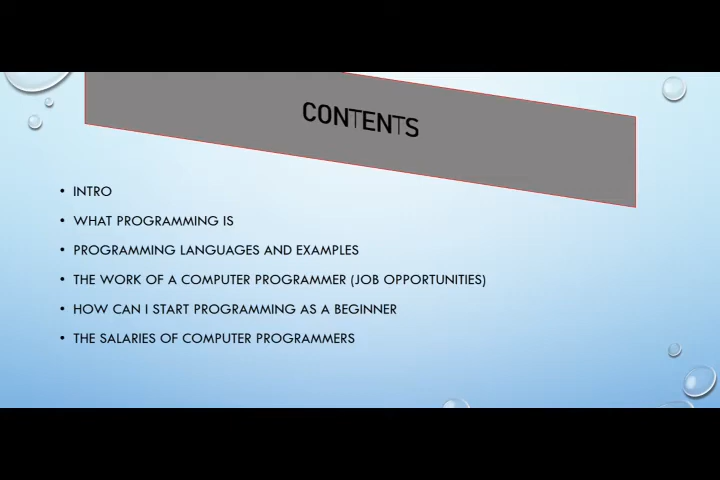 CONTENTS
• INTRO
• WHAT PROGRAMMING IS
• PROGRAMMING LANGUAGES AND EXAMPLES
• THE WORK OF A COMPUTER PROGRAMMER (JOB OPPORTUNITIES)
• HOW CAN I START PROGRAMMING AS A BEGINNER
• THE SALARIES OF COMPUTER PROGRAMMERS